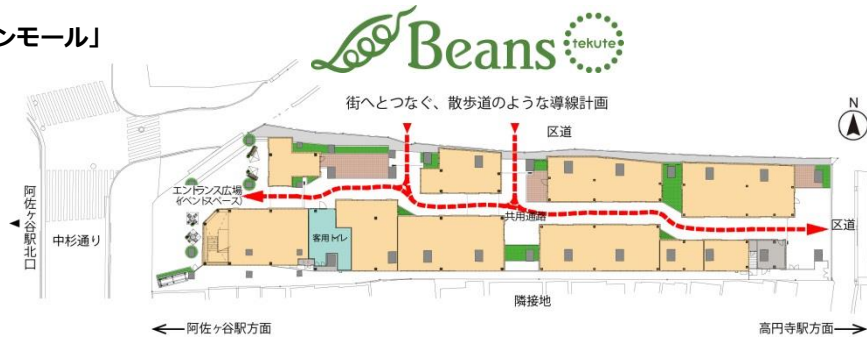 ンモール」
Beans
tekute
街へとつなぐ、散歩道のような導線計画
N
区道
エントランス広場
(イベントスペース)
阿佐ヶ谷駅北口
中杉通り
客用トイレ
共用通路
区道
隣接地
阿佐ヶ谷駅方面
高円寺駅方面